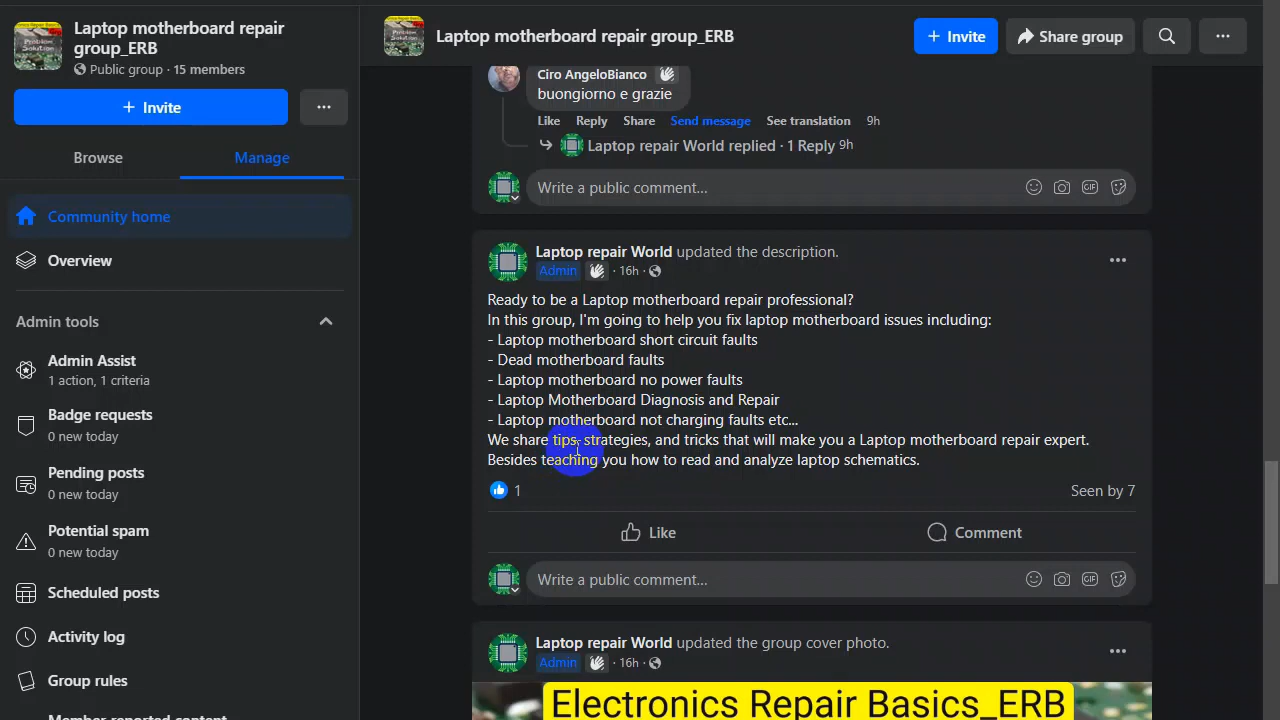 Laptop motherboard repair
group_ERB
Public group · 15 members
+ Invite
...
Browse
Manage
Community home
Overview
Admin tools
Admin Assist
1 action, 1 criteria
Badge requests
0 new today
Pending posts
0 new today
Potential spam
0 new today
Scheduled posts
Activity log
Group rules
Member reported content
Laptop motherboard repair group_ERB
+ Invite
Share group
...
Ciro AngeloBianco
buongiorno e grazie
Like Reply Share Send message See translation 9h
Laptop repair World replied · 1 Reply 9h
Write a public comment...
GIF
Laptop repair World updated the description.
Admin · 16h ·
Ready to be a Laptop motherboard repair professional?
In this group, I'm going to help you fix laptop motherboard issues including:
- Laptop motherboard short circuit faults
- Dead motherboard faults
- Laptop motherboard no power faults
- Laptop Motherboard Diagnosis and Repair
- Laptop motherboard not charging faults etc...
We share tips, strategies, and tricks that will make you a Laptop motherboard repair expert.
Besides teaching you how to read and analyze laptop schematics.
1
Seen by 7
Like
Comment
Write a public comment...
GIF
Laptop repair World updated the group cover photo.
Admin · 16h ·
Electronics Repair Basics_ERB